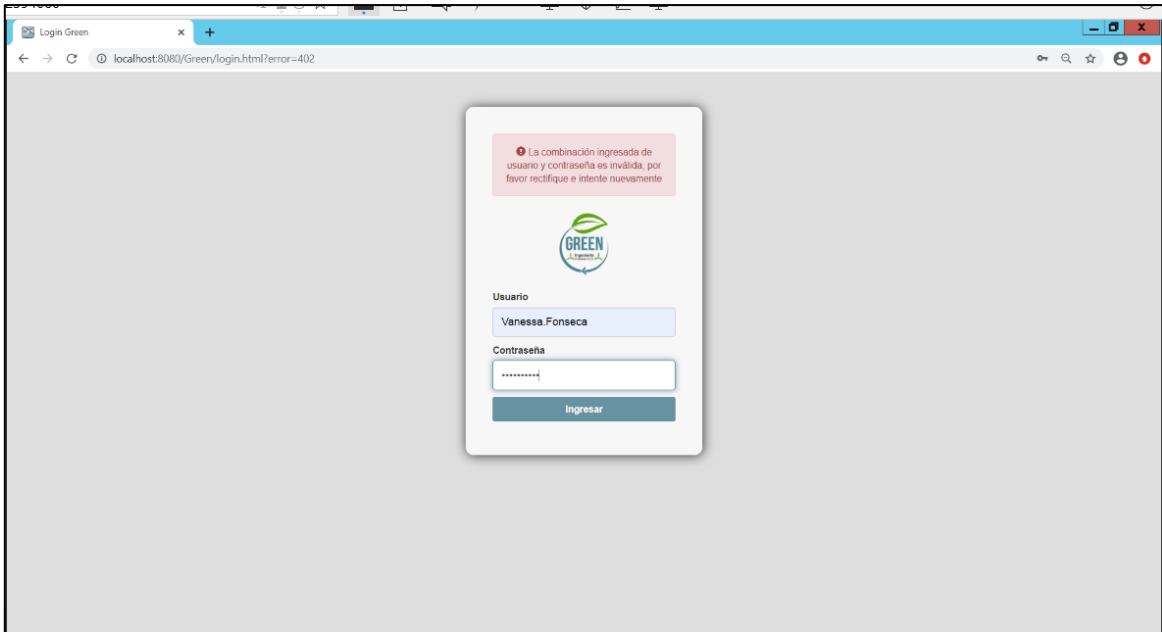 Login Green
localhost:8080/Green/login.html?error=402
La combinación ingresada de
usuario y contraseña es inválida, por
favor rectifique e intente nuevamente
GREEN
Usuario
Vanessa.Fonseca
Contraseña
••••••••••
Ingresar